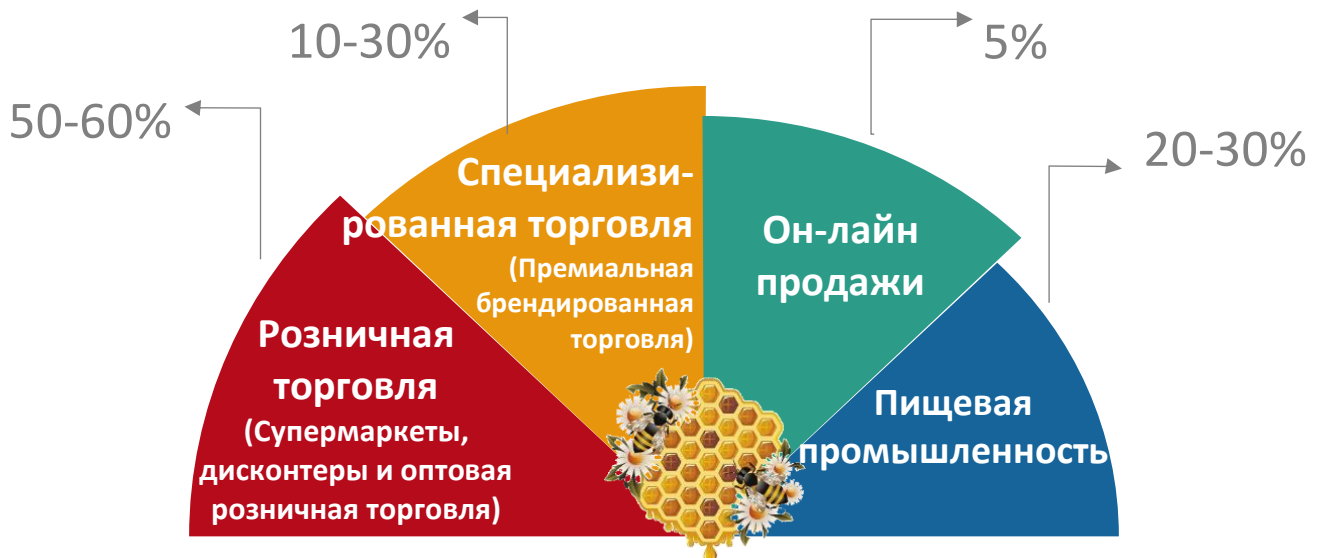 10-30%
5%
50-60%
20-30%
Специализи-
рованная торговля
(Премиальная
брендированная
торговля)
Он-лайн
продажи
Розничная
торговля
(Супермаркеты,
дисконтеры и оптовая
розничная торговля)
Пищевая
промышленность